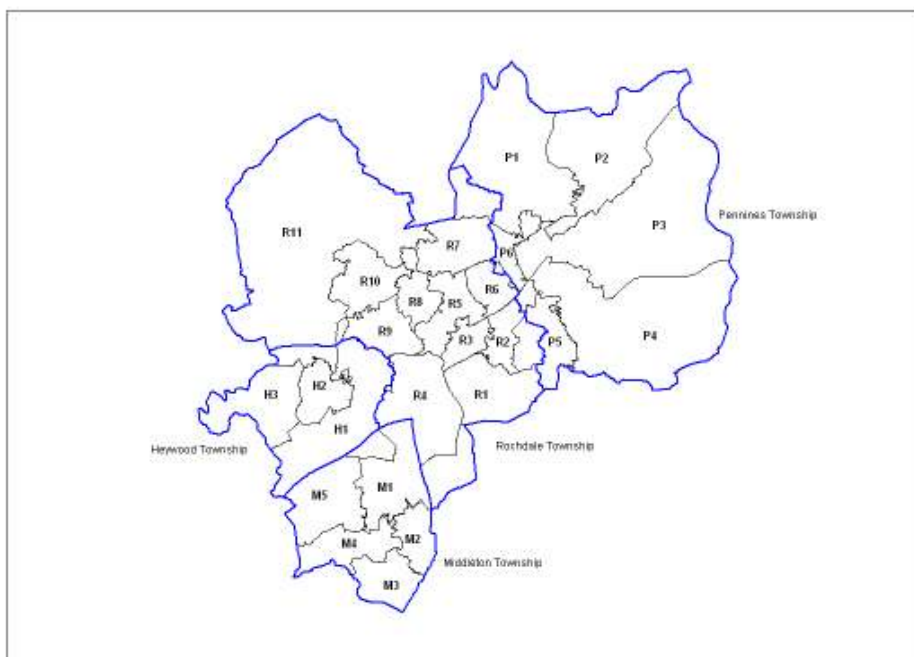 P1
P2
P3
Pennines Township
R11
R7
P6
R10
R6
R8
R5
R9
R3
R2
P5
P4
H3
H2
R4
R1
H1
Heywood Township
Rochdale Township
M5
M1
M4
M2
Middleton Township
M3